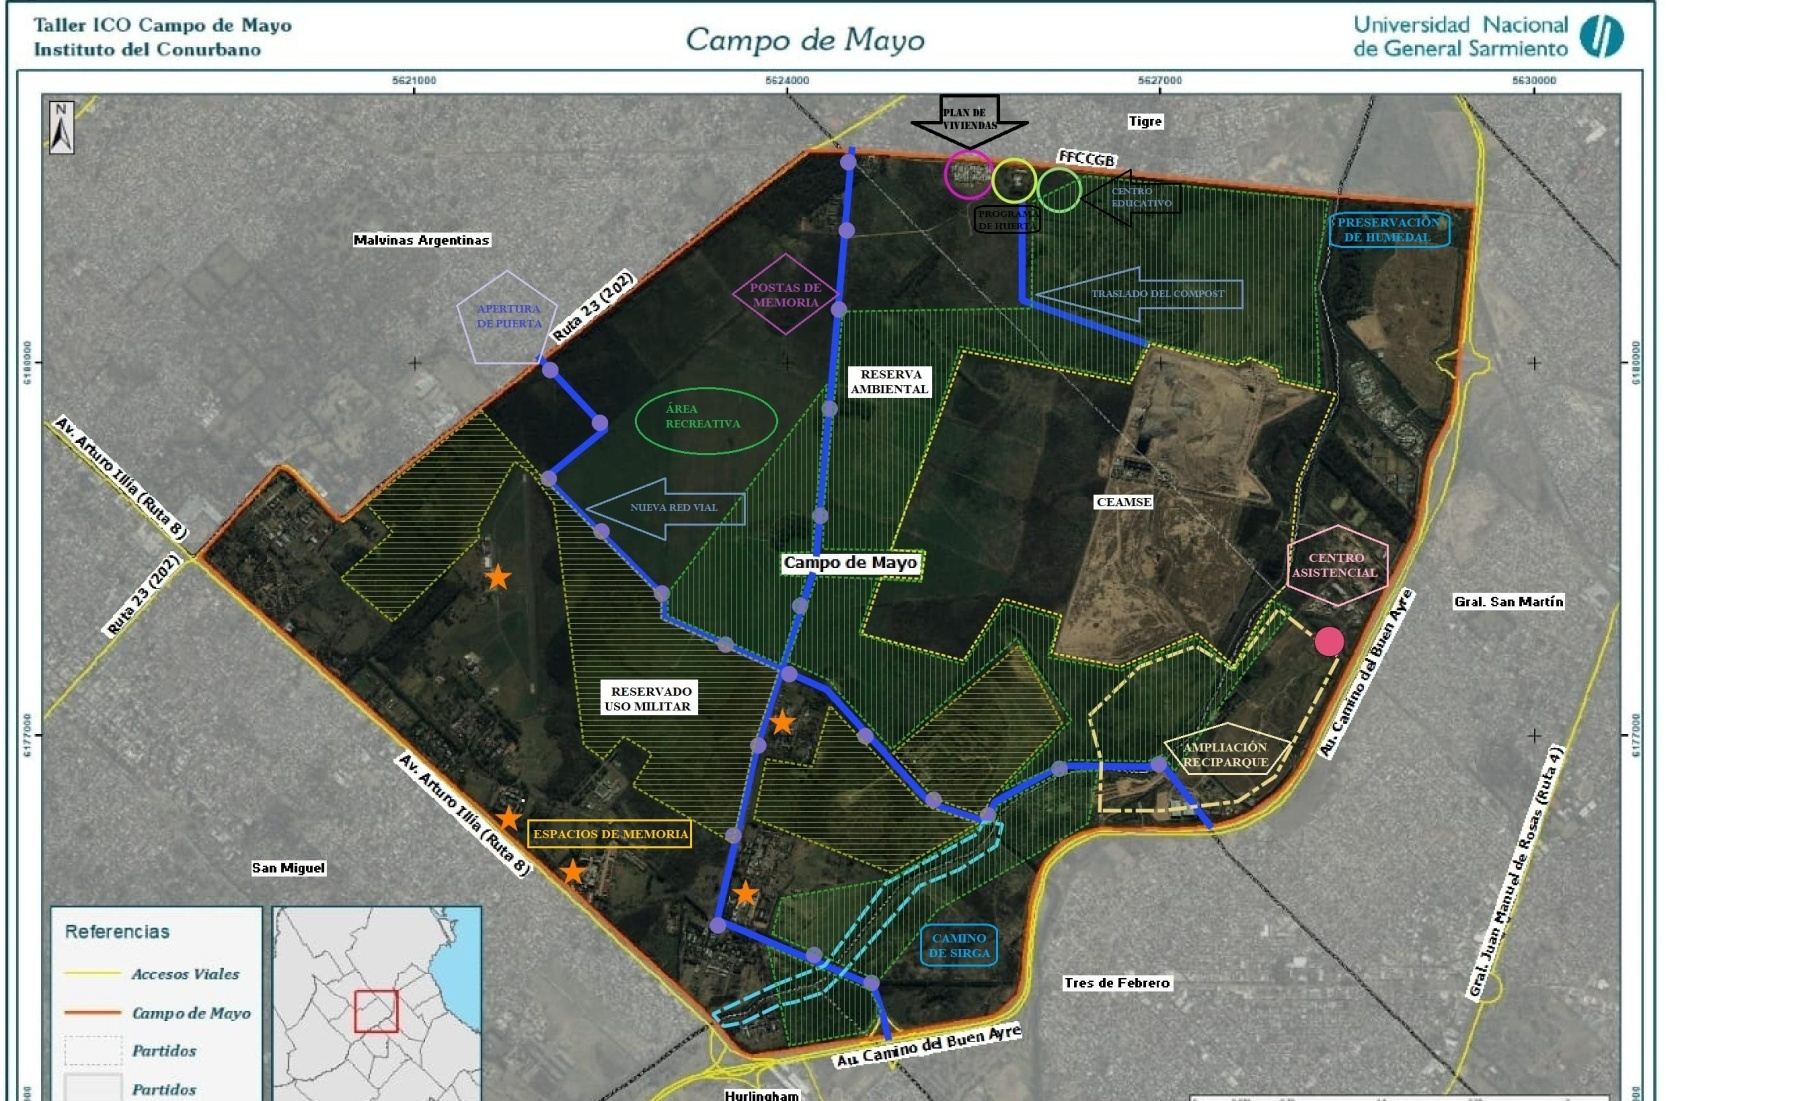 Taller ICO Campo de Mayo
Instituto del Conurbano
Campo de Mayo
Universidad Nacional
de General Sarmiento
5621000
5624000
5627000
5630000
N
PLAN DE
VIVIENDAS
Tigre
FFCCGB
CENTRO
EDUCATIVO
PROGRAMA
DE HUERTA
PRESERVACIÓN
DE HUMEDAL
Malvinas Argentinas
Ruta 23 (202)
APERTURA
DE PUERTA
POSTAS DE
MEMORIA
TRASLADO DEL COMPOST
6180000
6180000
RESERVA
AMBIENTAL
ÁREA
RECREATIVA
Av. Arturo Illia (Ruta 8)
NUEVA RED VIAL
CEAMSE
Campo de Mayo
CENTRO
ASISTENCIAL
Ruta 23 (202)
Gral. San Martín
Au. Camino del Buen Ayre
RESERVADO
USO MILITAR
6177000
6177000
AMPLIACIÓN
RECIPARQUE
Av. Arturo Illia (Ruta 8)
Gral. Juan Manuel de Rosas (Ruta 4)
ESPACIOS DE MEMORIA
San Miguel
CAMINO
DE SIRGA
Tres de Febrero
Au. Camino del Buen Ayre
Hurlingham
Referencias
Accesos Viales
Campo de Mayo
Partidos
Partidos